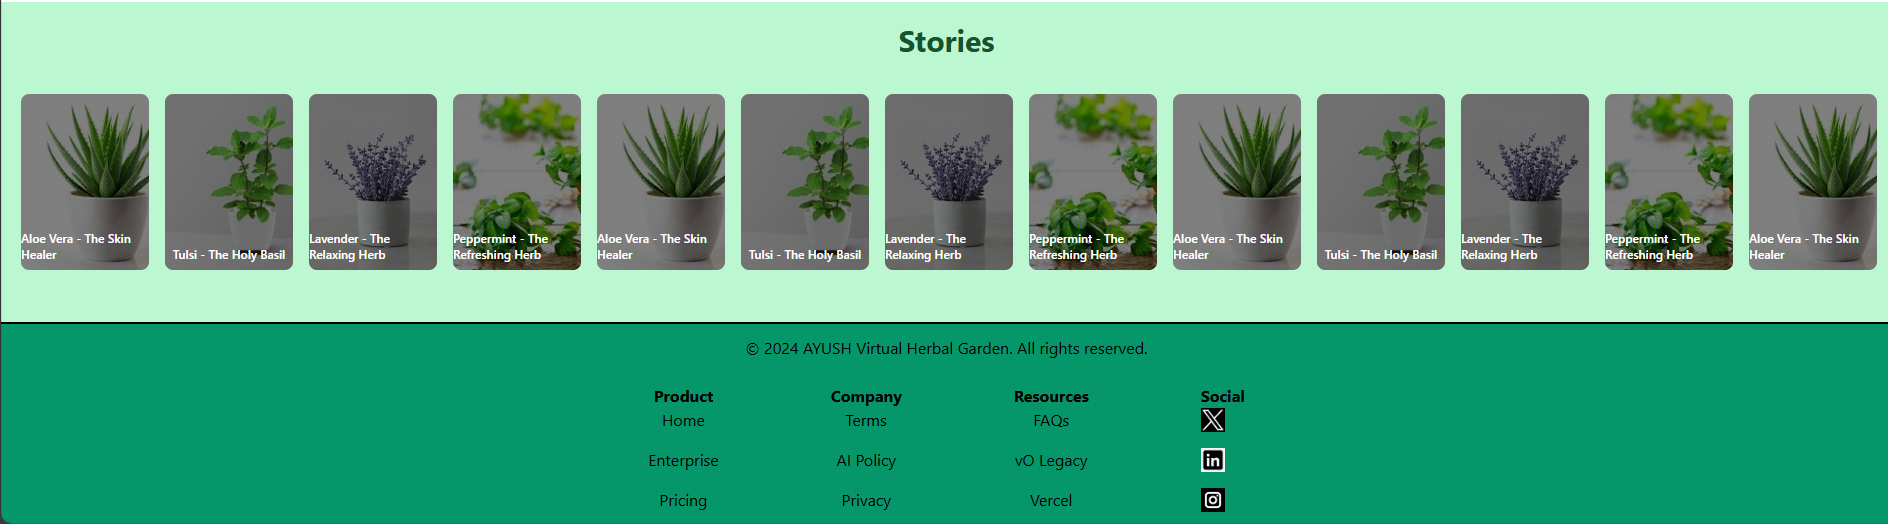 Stories
Aloe Vera - The Skin
Healer
Tulsi - The Holy Basil
Lavender - The
Relaxing Herb
Peppermint - The
Refreshing Herb
Aloe Vera - The Skin
Healer
Tulsi - The Holy Basil
Lavender - The
Relaxing Herb
Peppermint - The
Refreshing Herb
Aloe Vera - The Skin
Healer
Tulsi - The Holy Basil
Lavender - The
Relaxing Herb
Peppermint - The
Refreshing Herb
Aloe Vera - The Skin
Healer
© 2024 AYUSH Virtual Herbal Garden. All rights reserved.
Product
Home
Enterprise
Pricing
Company
Terms
AI Policy
Privacy
Resources
FAQs
vO Legacy
Vercel
Social
X
in